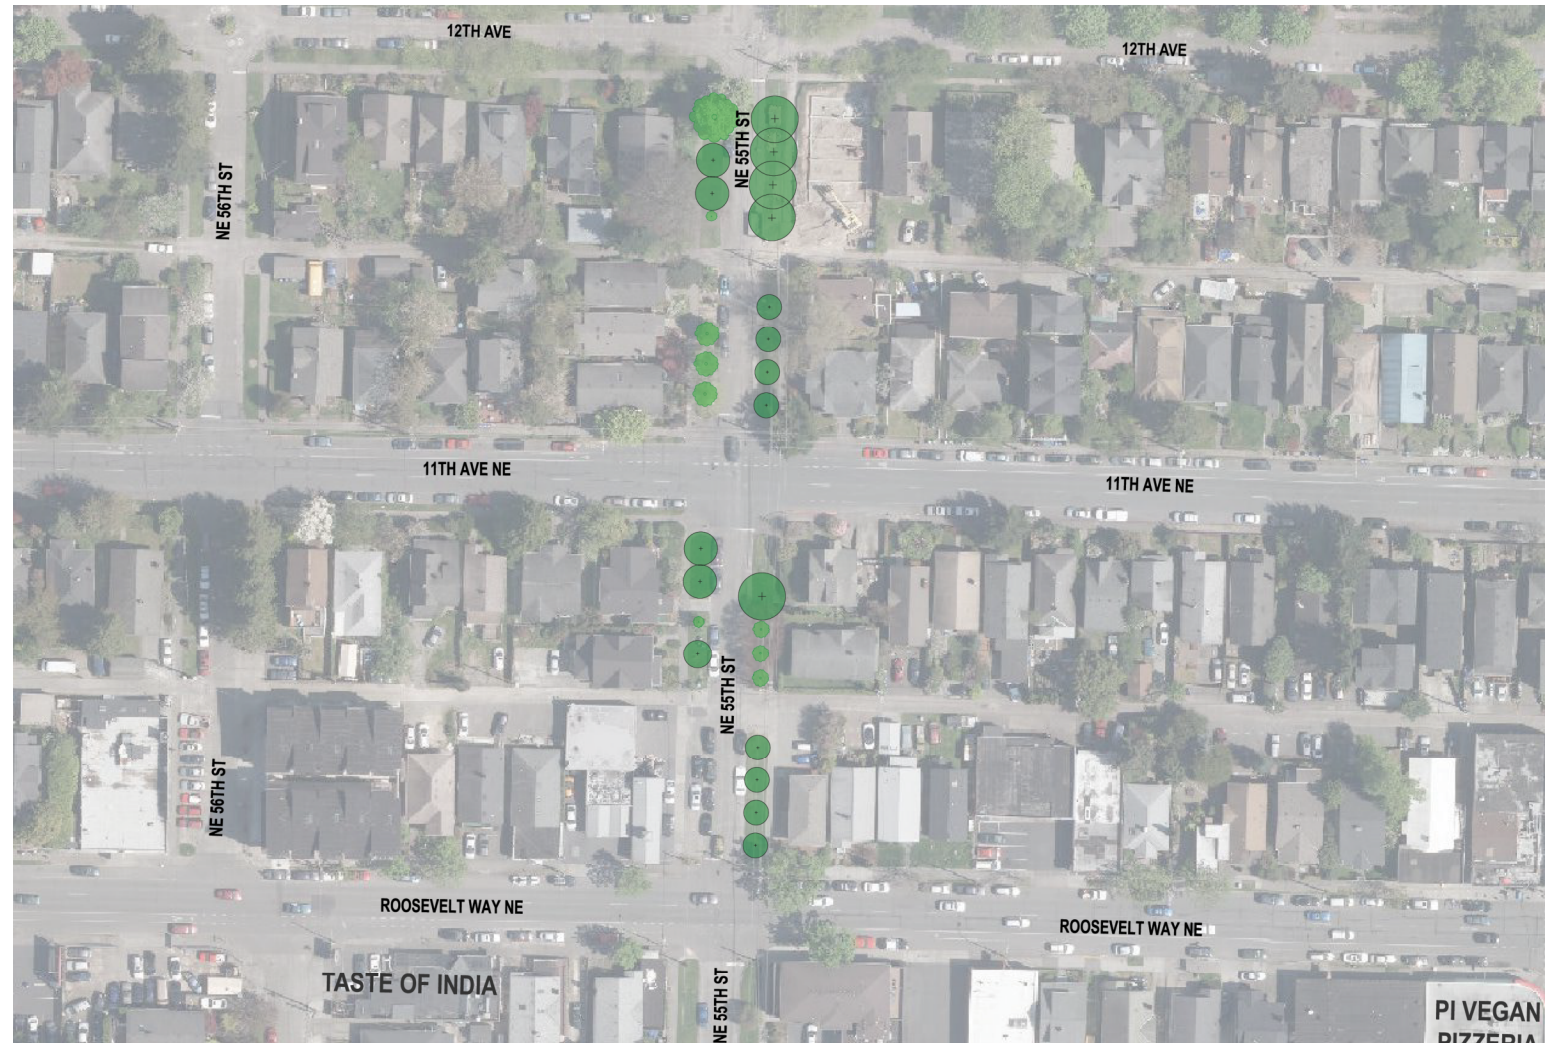 12TH AVE
12TH AVE
NE 55TH ST
NE 56TH ST
11TH AVE NE
11TH AVE NE
NE 55TH ST
NE 56TH ST
ROOSEVELT WAY NE
ROOSEVELT WAY NE
TASTE OF INDIA
NE 55TH ST
PI VEGAN
PIZZERIA